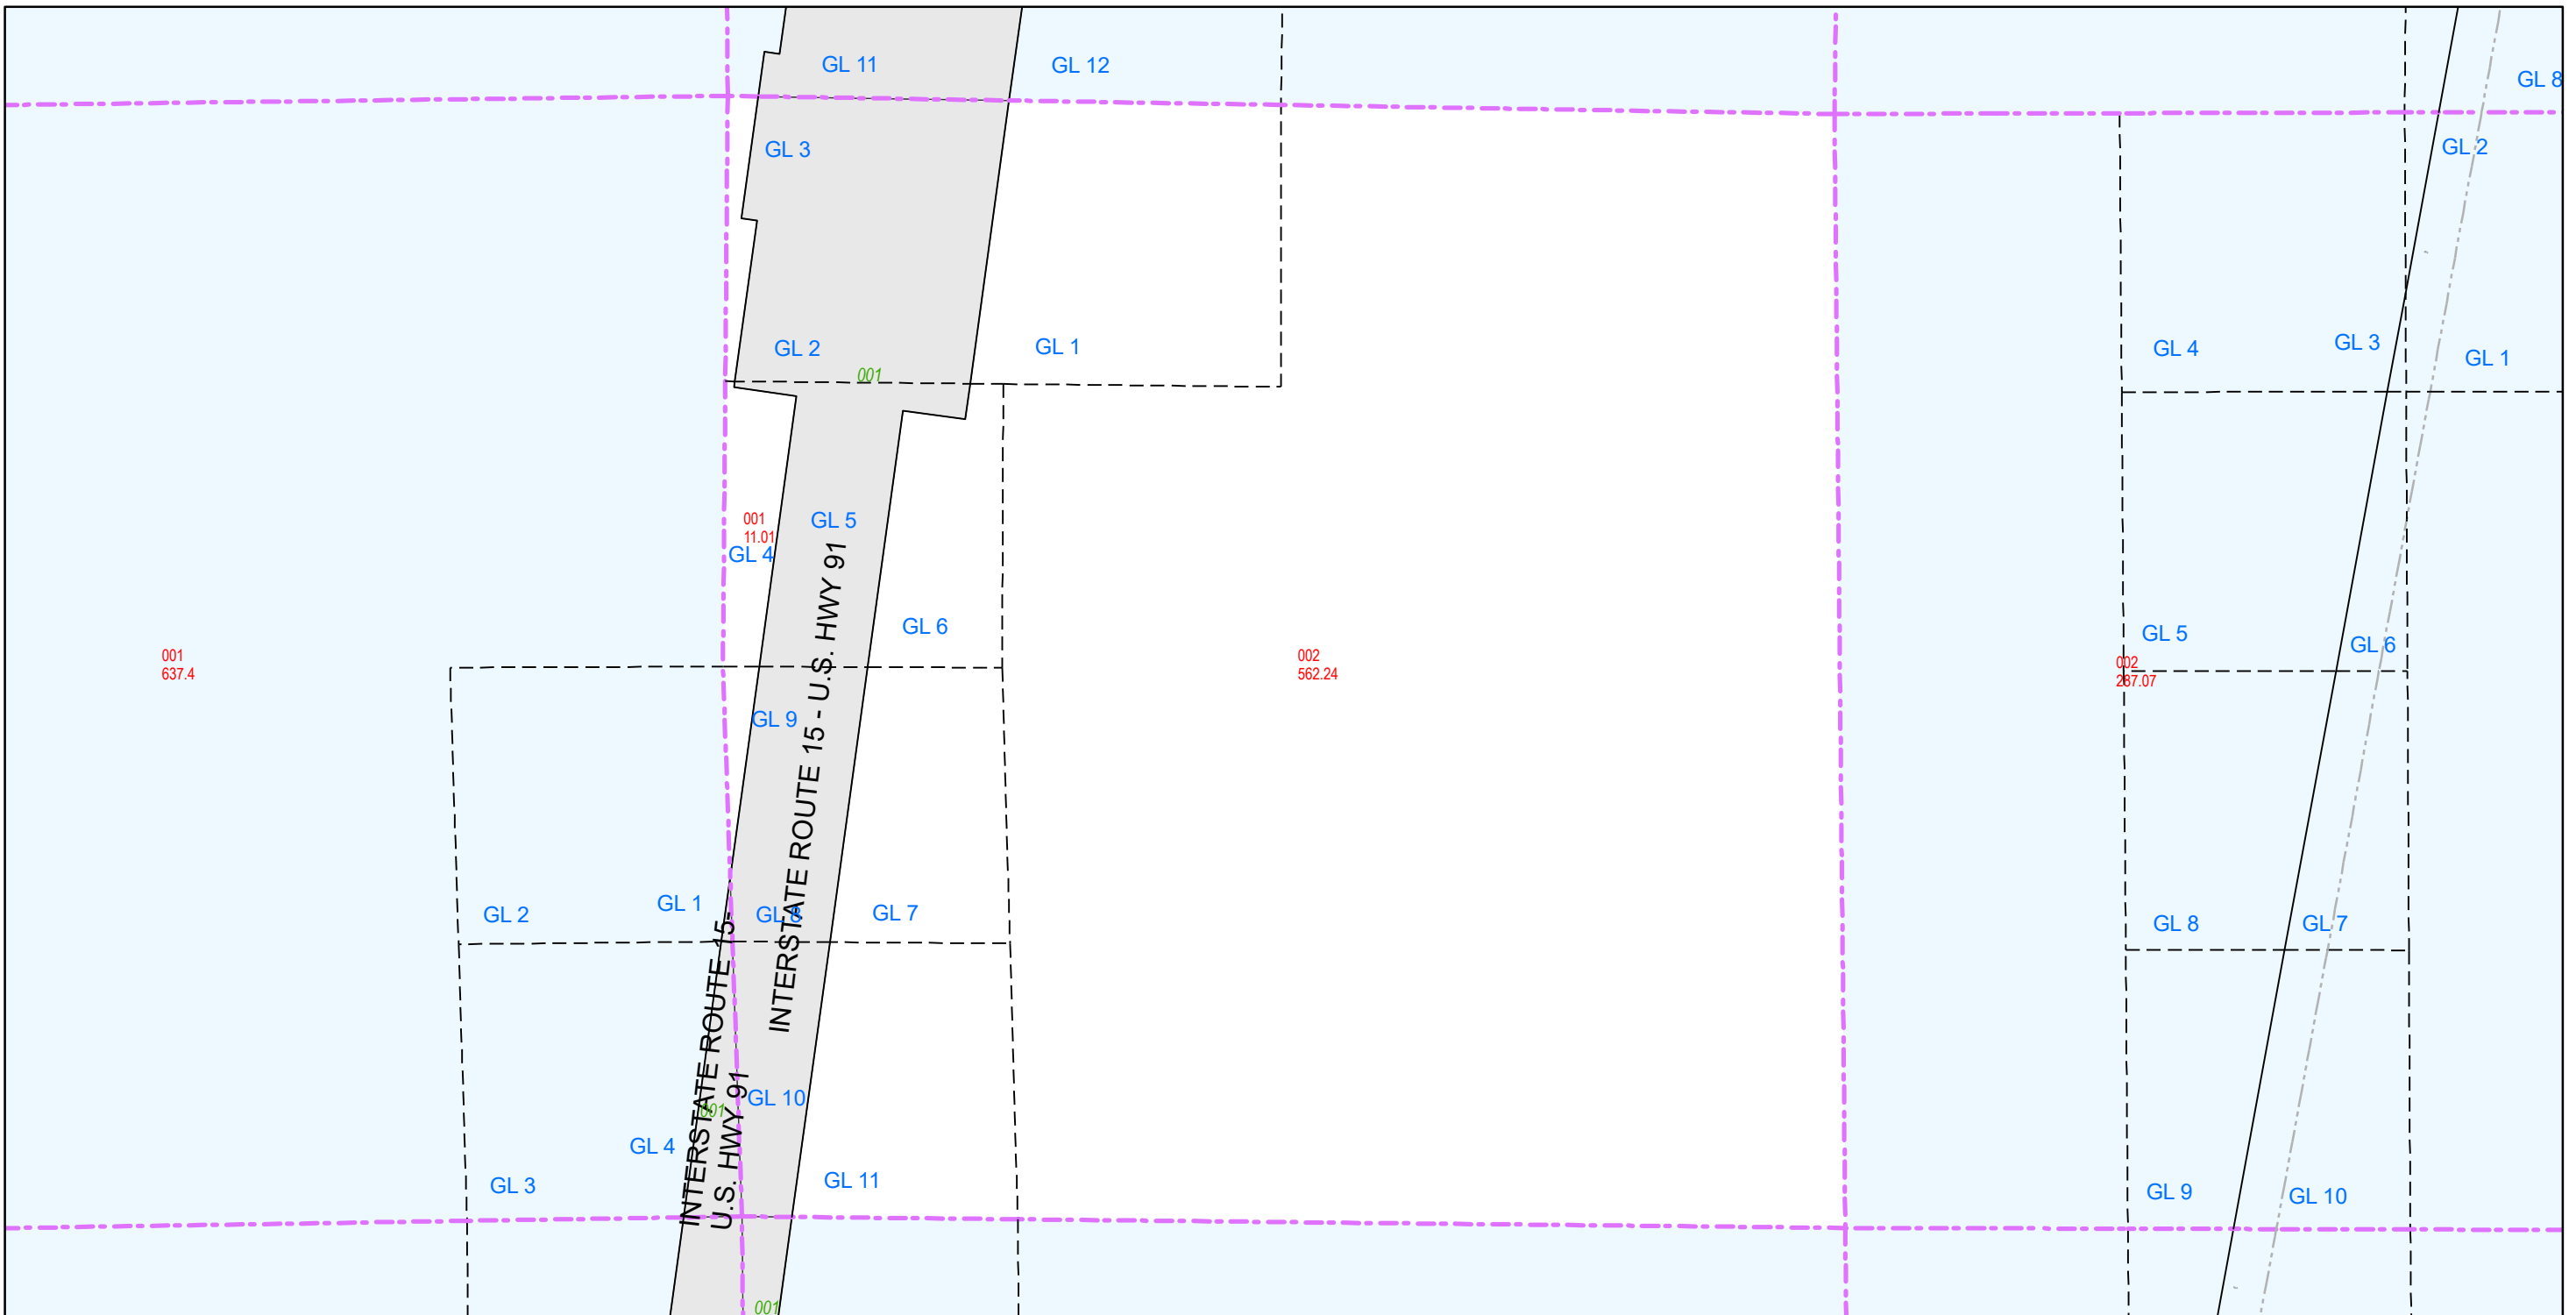 GL 11
GL 12
GL 8
GL 3
GL 2
GL 2
GL 1
001
GL 4
GL 3
GL 1
001
11.01
GL 4
GL 5
GL 6
INTERSTATE ROUTE 15 - U.S. HWY 91
001
637.4
002
562.24
GL 5
GL 6
002
287.07
GL 9
GL 2
GL 1
GL 8
GL 7
GL 8
GL 7
INTERSTATE ROUTE 15-
U.S. HWY 91
001
GL 10
GL 4
GL 3
GL 11
GL 9
GL 10
001